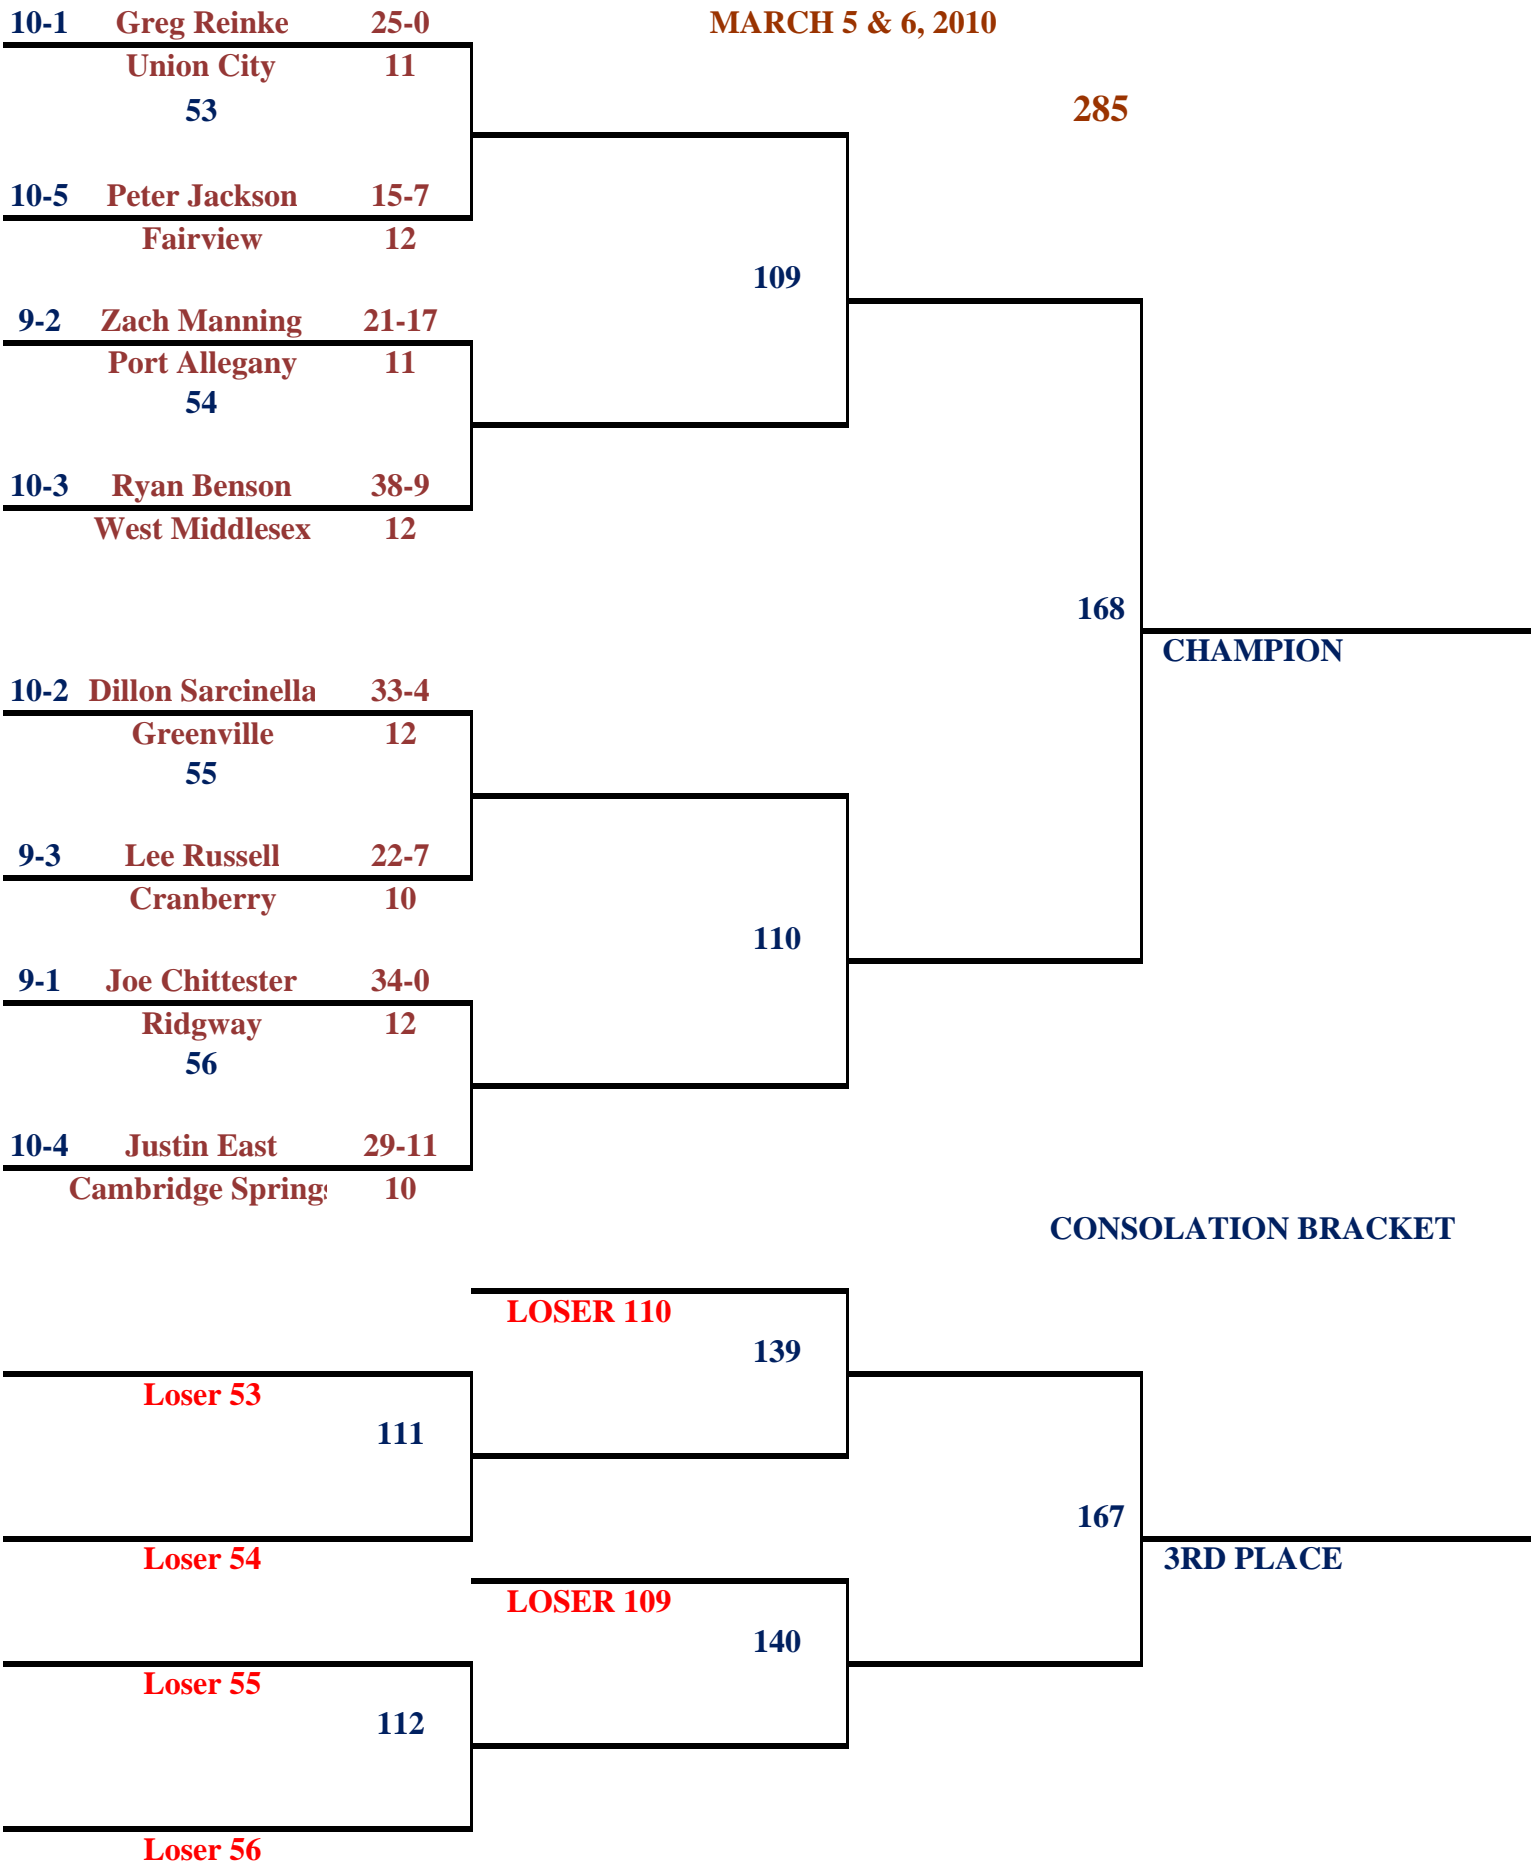 10-1 Greg Reinke 25-0 MARCH 5 & 6, 2010
Union City 11
53 285
10-5 Peter Jackson 15-7
Fairview 12
109
9-2 Zach Manning 21-17
Port Allegany 11
54
10-3 Ryan Benson 38-9
West Middlesex 12
168
CHAMPION
10-2 Dillon Sarcinella 33-4
Greenville 12
55
9-3 Lee Russell 22-7
Cranberry 10
110
9-1 Joe Chittester 34-0
Ridgway 12
56
10-4 Justin East 29-11
Cambridge Springs 10
CONSOLATION BRACKET
LOSER 110
139
Loser 53
111
167
Loser 54 3RD PLACE
LOSER 109
140
Loser 55
112
Loser 56